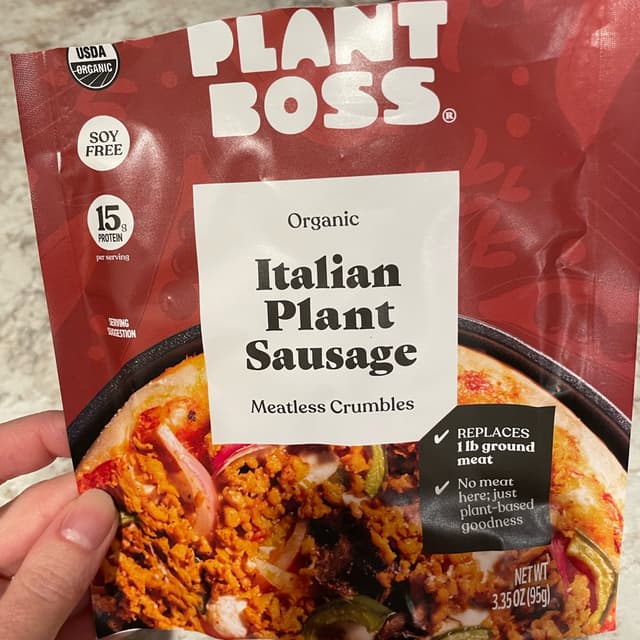 PLANT
BOSS®
USDA
ORGANIC
SOY
FREE
15g
PROTEIN
per serving
SERVING
SUGGESTION
Organic
Italian
Plant
Sausage
Meatless Crumbles
✓ REPLACES
1 lb ground
meat
✓ No meat
here; just
plant-based
goodness
NET WT
3.35 OZ (95g)